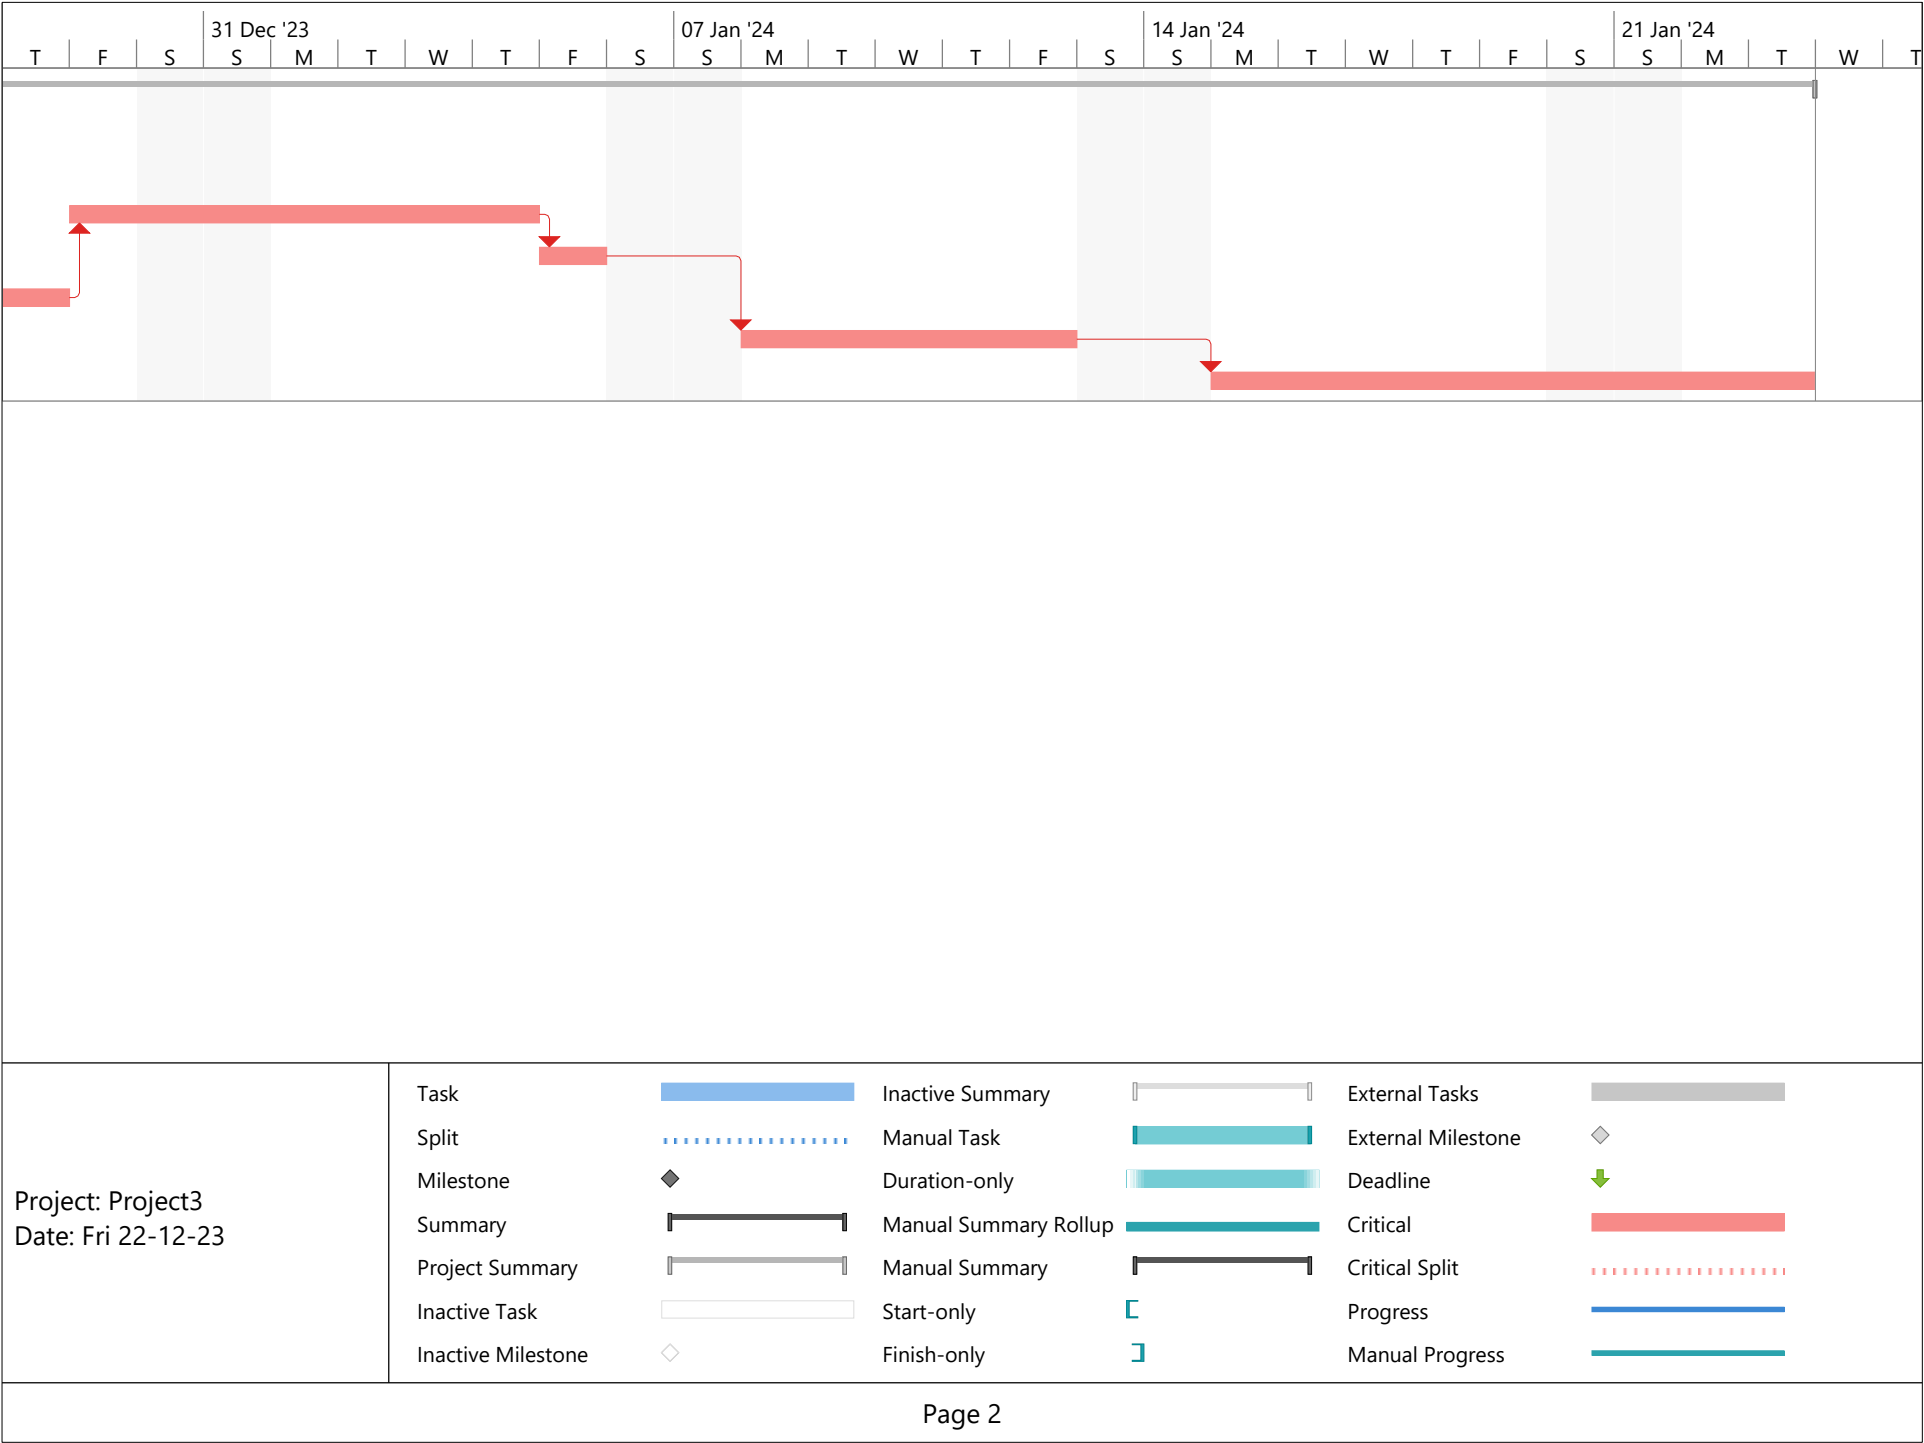 31 Dec '23 07 Jan '24 14 Jan '24 21 Jan '24
T F S S M T W T F S S M T W T F S S M T W T F S S M T W T
Task Inactive Summary External Tasks
Split Manual Task External Milestone
Milestone Duration-only Deadline
Project: Project3
Date: Fri 22-12-23
Summary Manual Summary Rollup Critical
Project Summary Manual Summary Critical Split
Inactive Task Start-only Progress
Inactive Milestone Finish-only Manual Progress
Page 2